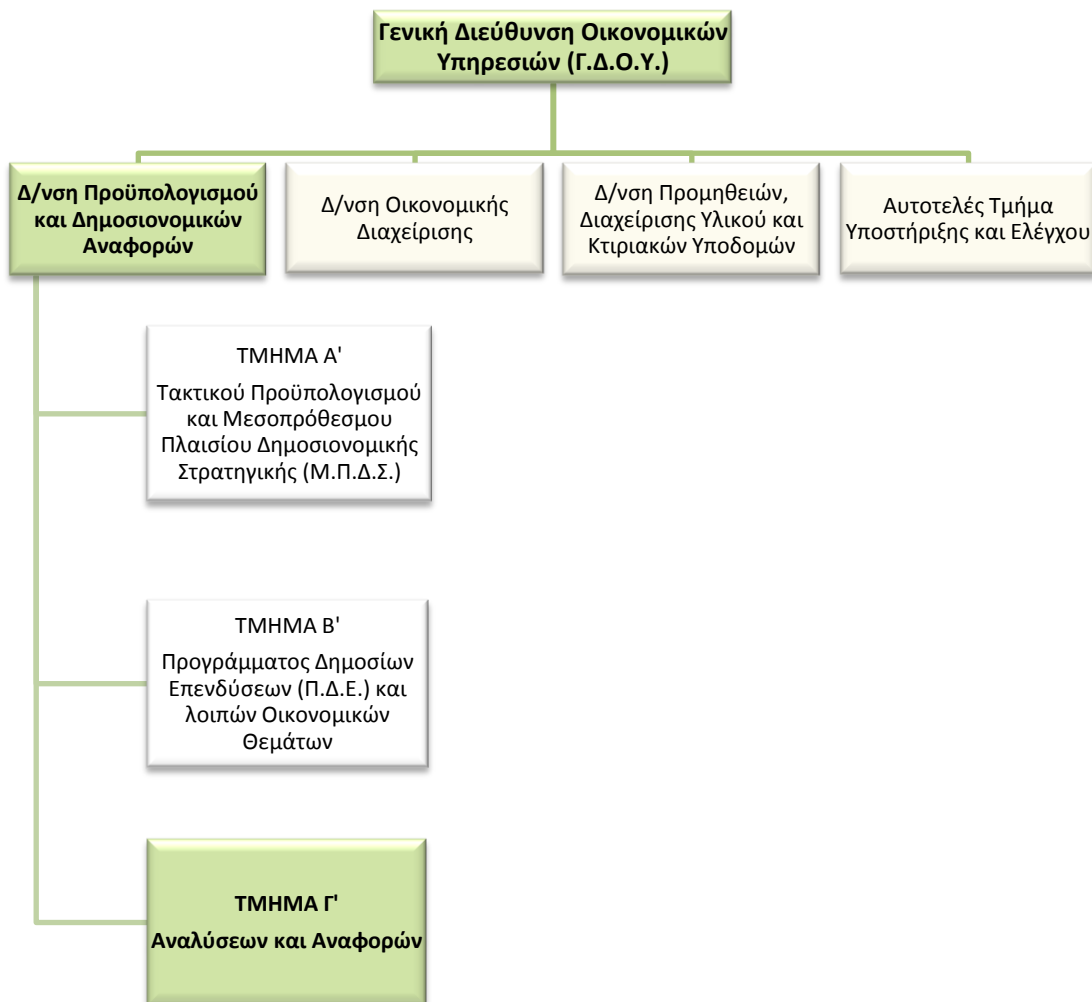 Γενική Διεύθυνση Οικονομικών
Υπηρεσιών (Γ.Δ.Ο.Υ.)
Δ/νση Προϋπολογισμού
και Δημοσιονομικών
Αναφορών
Δ/νση Οικονομικής
Διαχείρισης
Δ/νση Προμηθειών,
Διαχείρισης Υλικού και
Κτιριακών Υποδομών
Αυτοτελές Τμήμα
Υποστήριξης και Ελέγχου
ΤΜΗΜΑ Α'
Τακτικού Προϋπολογισμού
και Μεσοπρόθεσμου
Πλαισίου Δημοσιονομικής
Στρατηγικής (Μ.Π.Δ.Σ.)
ΤΜΗΜΑ Β'
Προγράμματος Δημοσίων
Επενδύσεων (Π.Δ.Ε.) και
λοιπών Οικονομικών
Θεμάτων
ΤΜΗΜΑ Γ'
Αναλύσεων και Αναφορών